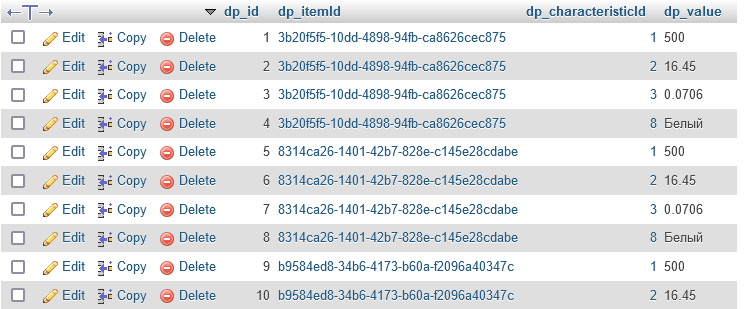 dp_id dp_itemId dp_characteristicId dp_value
Edit Copy Delete 1 3b20f5f5-10dd-4898-94fb-ca8626cec875 1 500
Edit Copy Delete 2 3b20f5f5-10dd-4898-94fb-ca8626cec875 2 16.45
Edit Copy Delete 3 3b20f5f5-10dd-4898-94fb-ca8626cec875 3 0.0706
Edit Copy Delete 4 3b20f5f5-10dd-4898-94fb-ca8626cec875 8 Белый
Edit Copy Delete 5 8314ca26-1401-42b7-828e-c145e28cdabe 1 500
Edit Copy Delete 6 8314ca26-1401-42b7-828e-c145e28cdabe 2 16.45
Edit Copy Delete 7 8314ca26-1401-42b7-828e-c145e28cdabe 3 0.0706
Edit Copy Delete 8 8314ca26-1401-42b7-828e-c145e28cdabe 8 Белый
Edit Copy Delete 9 b9584ed8-34b6-4173-b60a-f2096a40347c 1 500
Edit Copy Delete 10 b9584ed8-34b6-4173-b60a-f2096a40347c 2 16.45